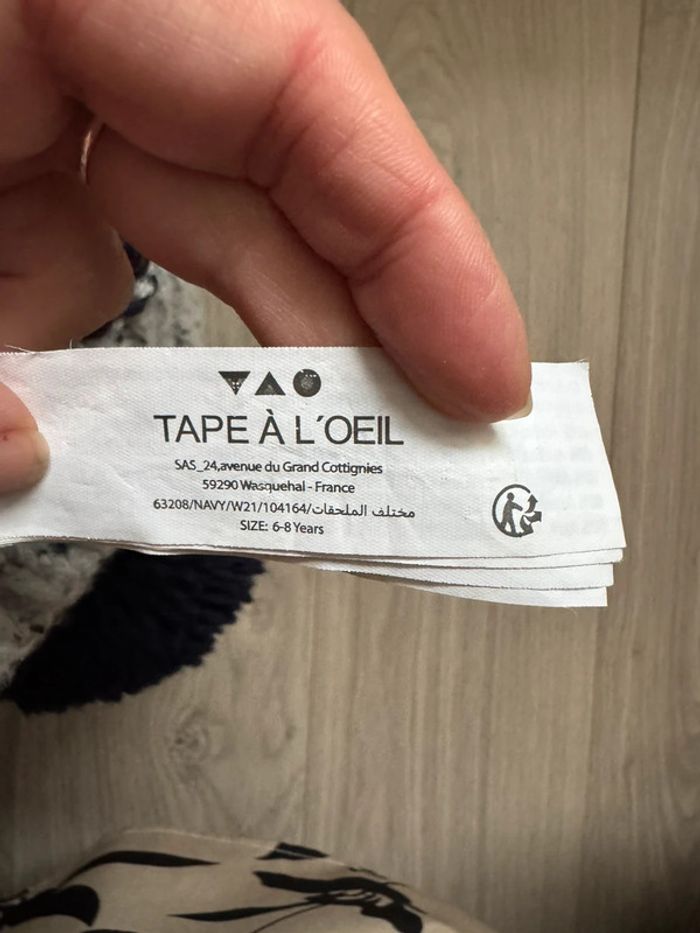 TAPE À L´OEIL
SAS_24,avenue du Grand Cottignies
59290 Wasquehal - France
63208/NAVY/W21/104164/مختلف الملحقات
SIZE: 6-8 Years